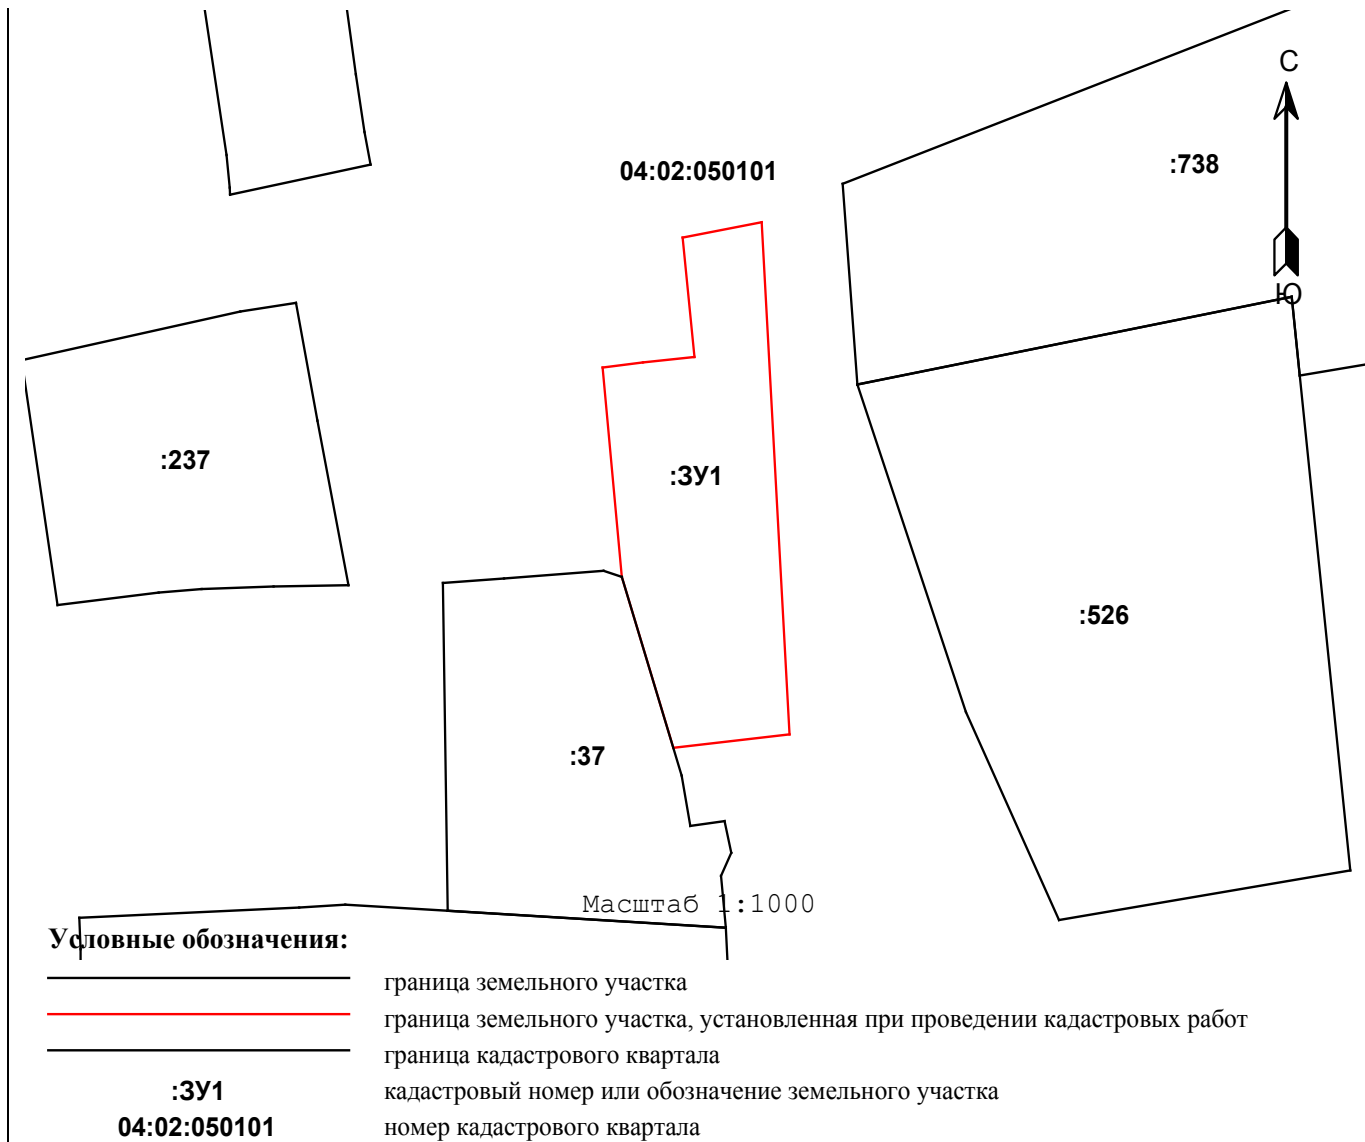 С
04:02:050101
:738
Ю
:237
:ЗУ1
:526
:37
Масштаб 1:1000
Условные обозначения:
граница земельного участка
граница земельного участка, установленная при проведении кадастровых работ
граница кадастрового квартала
:ЗУ1 кадастровый номер или обозначение земельного участка
04:02:050101 номер кадастрового квартала